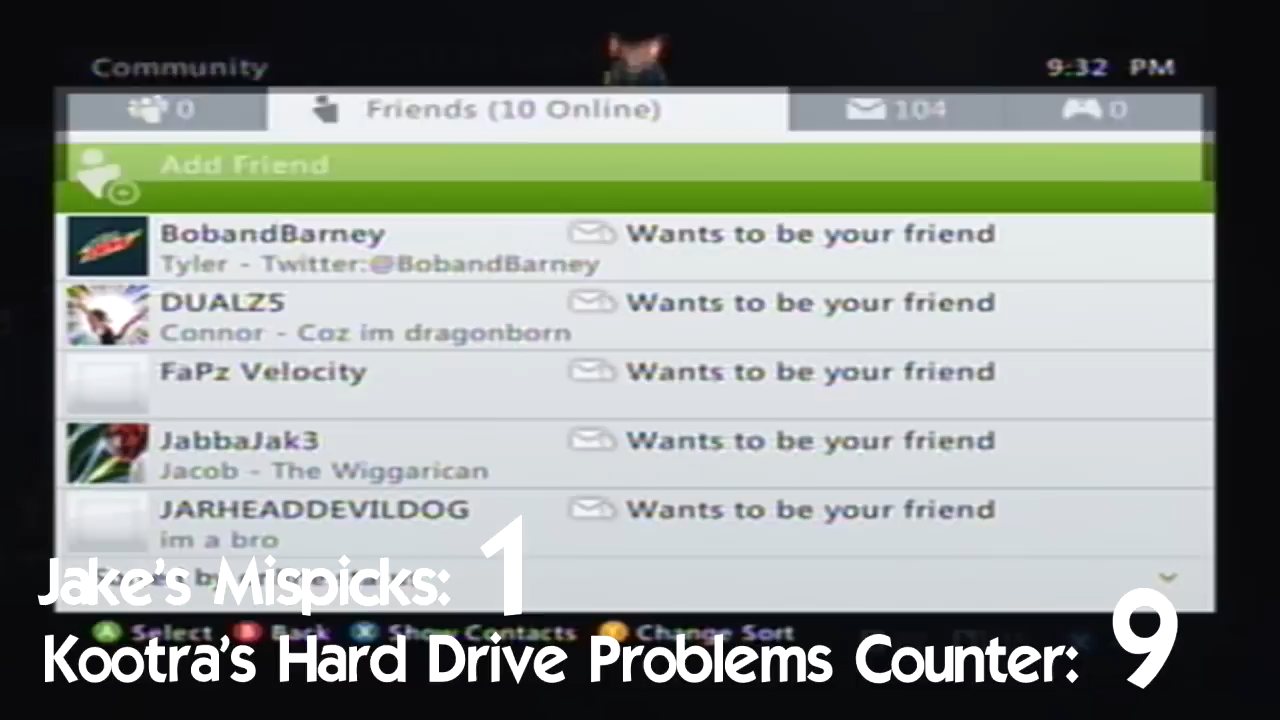 Community
9:32 PM
0
Friends (10 Online)
104
0
Add Friend
BobandBarney
Wants to be your friend
Tyler - Twitter:@BobandBarney
DUALZ5
Wants to be your friend
Connor - Coz im dragonborn
FaPz Velocity
Wants to be your friend
JabbaJak3
Wants to be your friend
Jacob - The Wiggarican
JARHEADDEVILDOG
Wants to be your friend
im a bro
Jake's Mispicks: 1
A Select B Back X Show Contacts Y Change Sort
Kootra's Hard Drive Problems Counter: 9